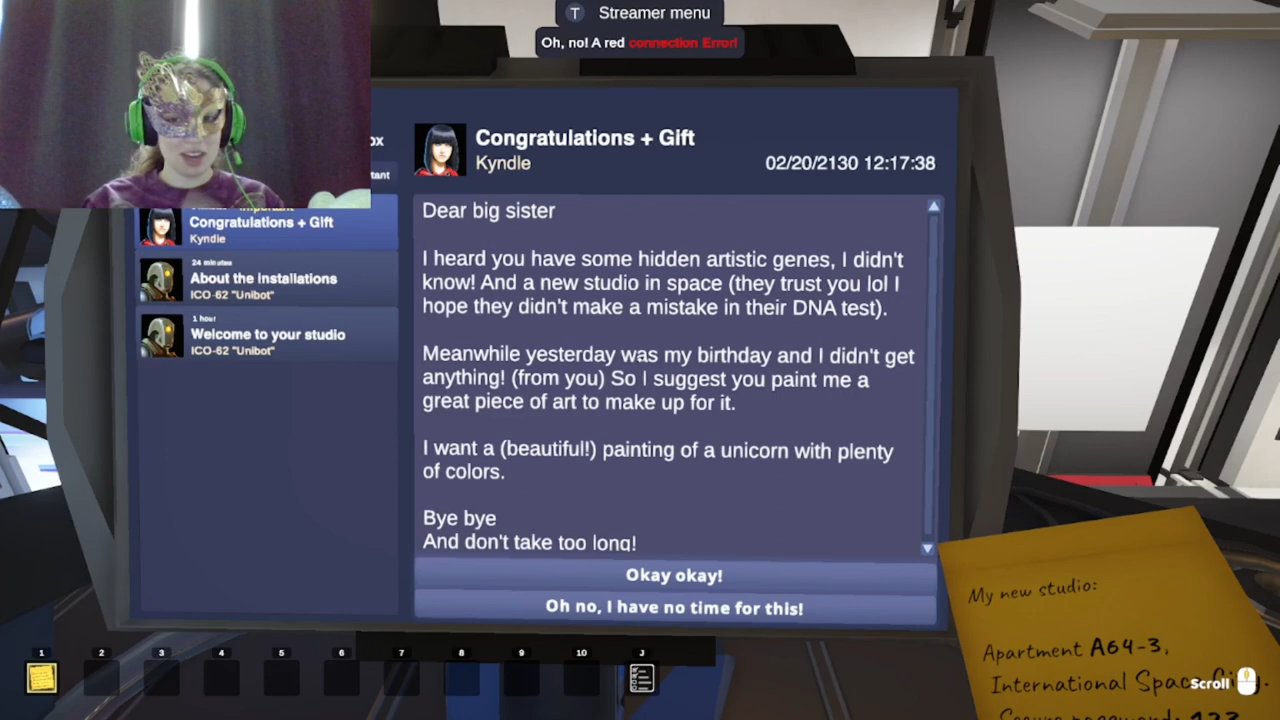 T Streamer menu
Oh, no! A red connection Error!
Congratulations + Gift
Kyndle
02/20/2130 12:17:38
Congratulations + Gift
Kyndle
24 minutes
About the installations
ICO-62 "Unibot"
1 hour
Welcome to your studio
ICO-62 "Unibot"
Dear big sister
I heard you have some hidden artistic genes, I didn't
know! And a new studio in space (they trust you lol I
hope they didn't make a mistake in their DNA test).
Meanwhile yesterday was my birthday and I didn't get
anything! (from you) So I suggest you paint me a
great piece of art to make up for it.
I want a (beautiful!) painting of a unicorn with plenty
of colors.
Bye bye
And don't take too long!
Okay okay!
Oh no, I have no time for this!
My new studio:
Apartment A64-3,
International Space
Scroll
1 2 3 4 5 6 7 8 9 10 J